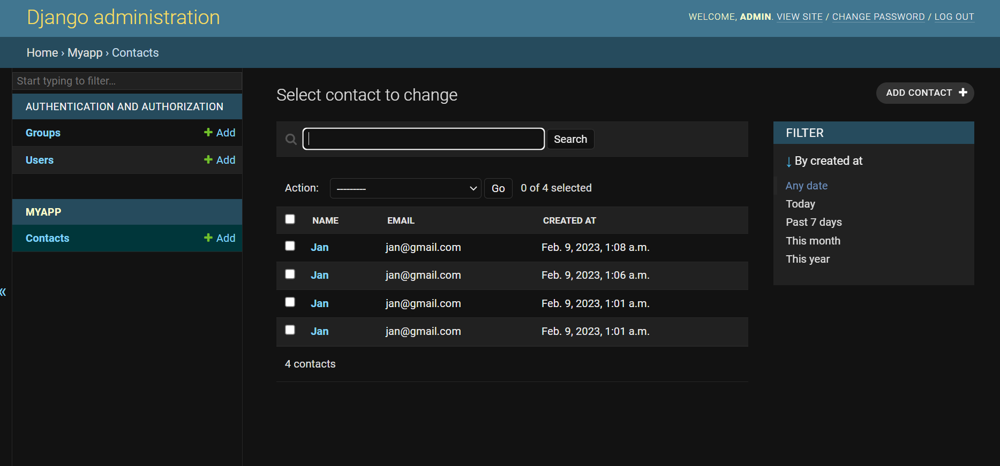 Django administration
WELCOME, ADMIN. VIEW SITE / CHANGE PASSWORD / LOG OUT
Home › Myapp › Contacts
Start typing to filter...
AUTHENTICATION AND AUTHORIZATION
Groups + Add
Users + Add
MYAPP
Contacts + Add
«
Select contact to change
ADD CONTACT +
Search
Action: --------- Go 0 of 4 selected
NAME EMAIL CREATED AT
Jan jan@gmail.com Feb. 9, 2023, 1:08 a.m.
Jan jan@gmail.com Feb. 9, 2023, 1:06 a.m.
Jan jan@gmail.com Feb. 9, 2023, 1:01 a.m.
Jan jan@gmail.com Feb. 9, 2023, 1:01 a.m.
4 contacts
FILTER
↓ By created at
Any date
Today
Past 7 days
This month
This year